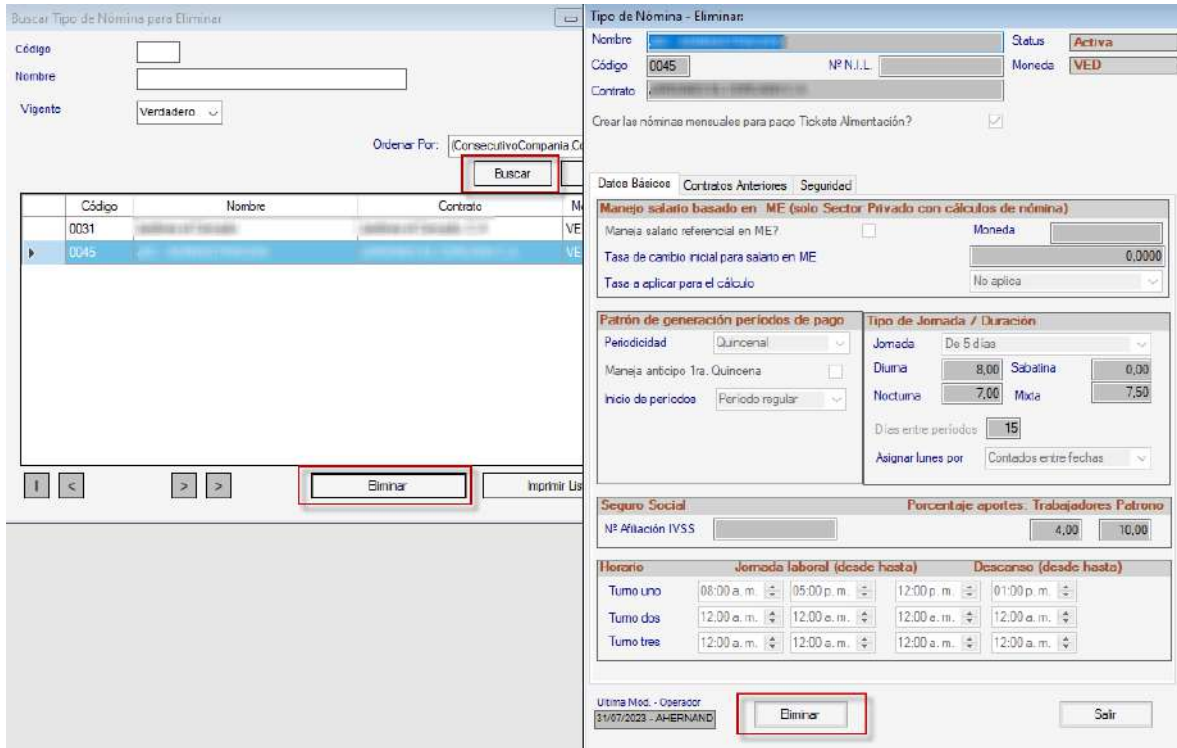 Buscar Tipo de Nómina para Eliminar
Código
Nombre
Vigente Verdadero
Ordenar Por: (ConsecutivoCompania.Co
Buscar
Código Nombre Contrato
0031 VE
0045 VE
I < > >
Eliminar Imprimir Lis
Tipo de Nómina - Eliminar:
Nombre Status Activa
Código 0045 Nº N.I.L. Moneda VED
Contrato
Crear las nóminas mensuales para pago Tickets Alimentación?
Datos Básicos Contratos Anteriores Seguridad
Manejo salario basado en ME (solo Sector Privado con cálculos de nómina)
Maneja salario referencial en ME? Moneda
Tasa de cambio inicial para salario en ME 0,0000
Tasa a aplicar para el cálculo No aplica
Patrón de generación períodos de pago
Periodicidad Quincenal
Maneja anticipo 1ra. Quincena
Inicio de períodos Periodo regular
Tipo de Jornada / Duración
Jornada De 5 días
Diurna 8,00 Sabatina 0,00
Nocturna 7,00 Mixta 7,50
Días entre períodos 15
Asignar lunes por Contados entre fechas
Seguro Social Porcentaje aportes: Trabajadores Patrono
Nº Afiliación IVSS 4,00 10,00
Horario Jornada laboral (desde hasta) Descanso (desde hasta)
Turno uno 08:00 a. m. 05:00 p. m. 12:00 p. m. 01:00 p. m.
Turno dos 12:00 a. m. 12:00 a. m. 12:00 a. m. 12:00 a. m.
Turno tres 12:00 a. m. 12:00 a. m. 12:00 a. m. 12:00 a. m.
Ultima Mod. - Operador
31/07/2023 - AHERNAND
Eliminar Salir